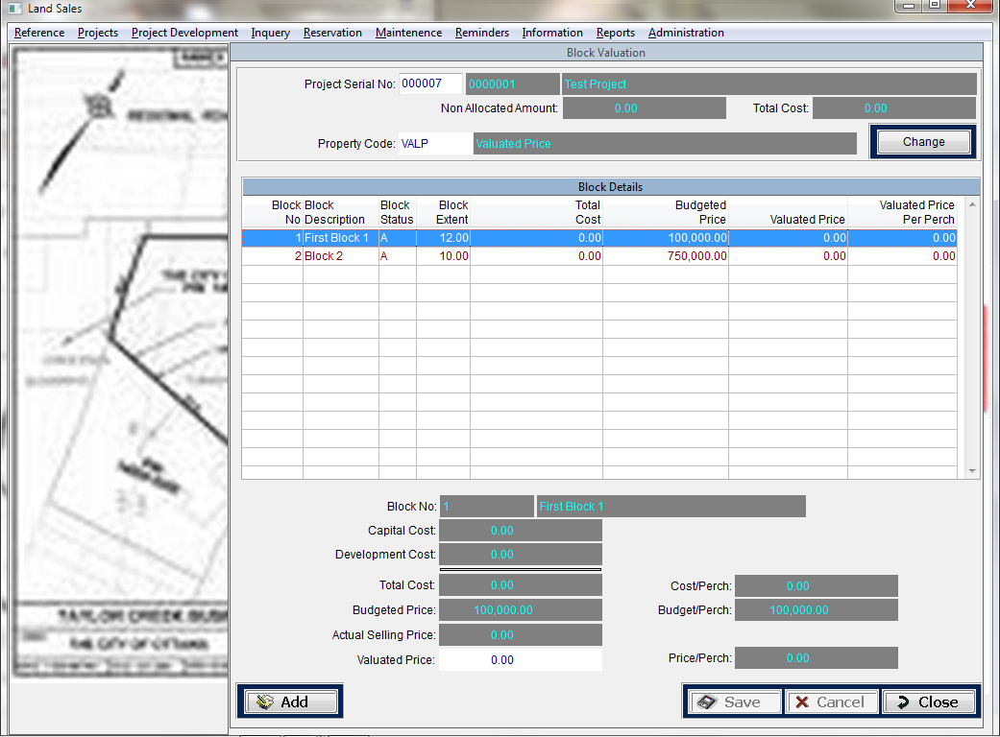 Land Sales
Reference Projects Project Development Inquery Reservation Maintenence Reminders Information Reports Administration
Block Valuation
Project Serial No: 000007 0000001 Test Project
Non Allocated Amount: 0.00 Total Cost: 0.00
Property Code: VALP Valuated Price Change
Block Details
Block Block Block Block Total Budgeted Valuated Price
No Description Status Extent Cost Price Valuated Price Per Perch
1 First Block 1 A 12.00 0.00 100,000.00 0.00 0.00
2 Block 2 A 10.00 0.00 750,000.00 0.00 0.00
Block No: 1 First Block 1
Capital Cost: 0.00
Development Cost: 0.00
Total Cost: 0.00 Cost/Perch: 0.00
Budgeted Price: 100,000.00 Budget/Perch: 100,000.00
Actual Selling Price: 0.00
Valuated Price: 0.00 Price/Perch: 0.00
Add Save Cancel Close
THE CITY OF OTTAWA